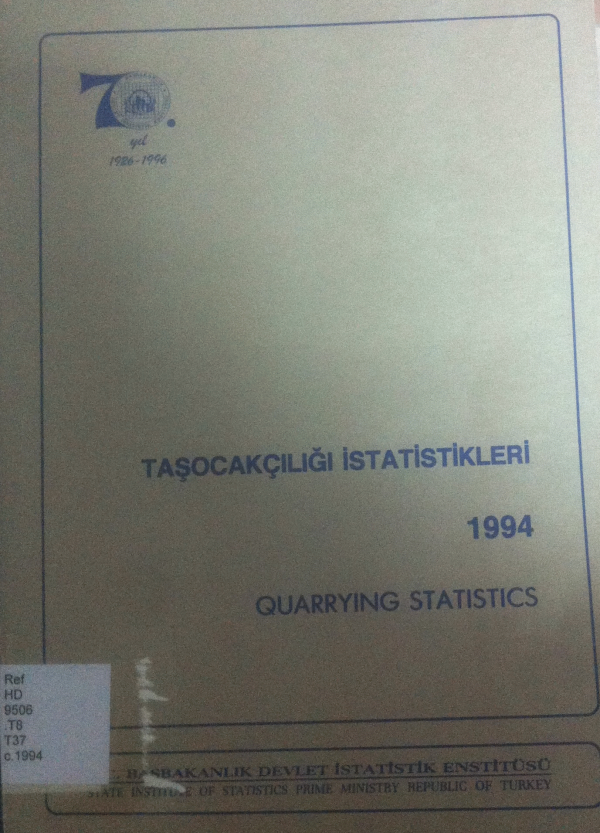 70.
yıl
1926-1996
TAŞOCAKÇILIĞI İSTATİSTİKLERİ
1994
QUARRYING STATISTICS
Ref
HD
9506
.T8
T37
c.1994
BAŞBAKANLIK DEVLET İSTATİSTİK ENSTİTÜSÜ
STATE INSTITUTE OF STATISTICS PRIME MINISTRY REPUBLIC OF TURKEY